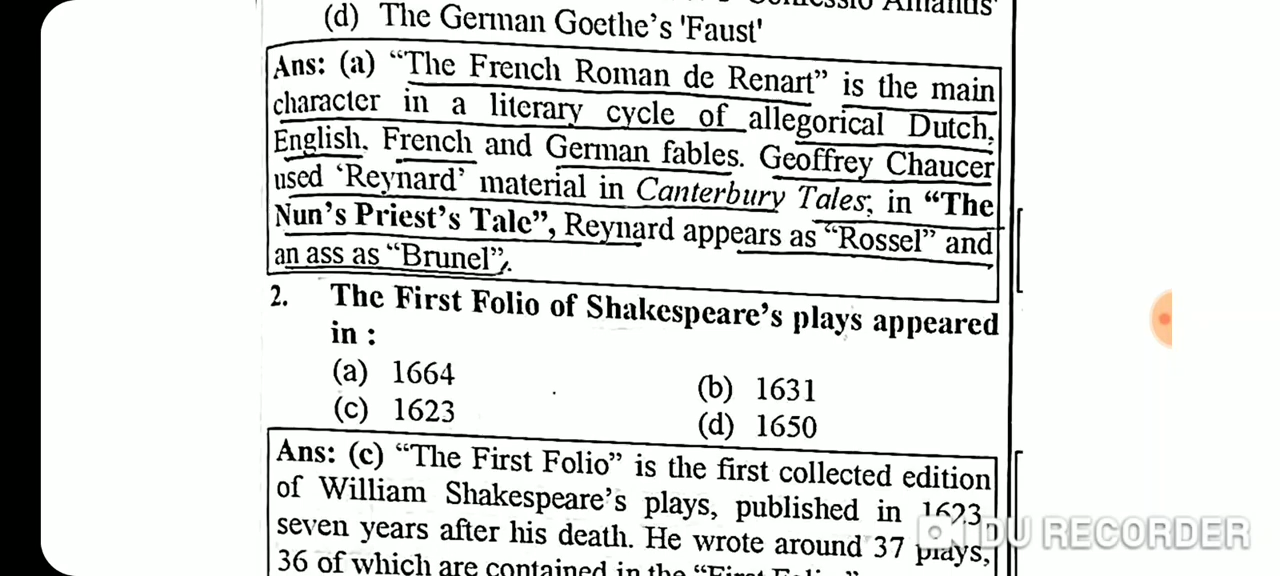 Confessio Amantis'
(d) The German Goethe's 'Faust'
Ans: (a) “The French Roman de Renart” is the main
character in a literary cycle of allegorical Dutch,
English, French and German fables. Geoffrey Chaucer
used ‘Reynard’ material in Canterbury Tales; in “The
Nun's Priest's Tale”, Reynard appears as “Rossel” and
an ass as “Brunel”.
2. The First Folio of Shakespeare's plays appeared
in :
(a) 1664
(b) 1631
(c) 1623
(d) 1650
Ans: (c) “The First Folio” is the first collected edition
of William Shakespeare's plays, published in 1623
seven years after his death. He wrote around 37 plays,
36 of which are contained in the “First Folio”
DU RECORDER